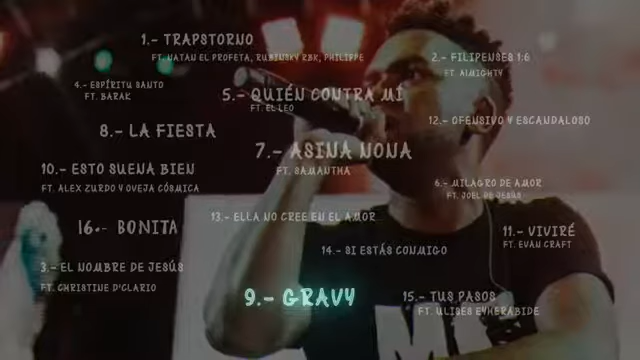 1.- TRAPSTORNO
FT. NATAN EL PROFETA, RUBINSKY RBK, PHILIPPE
2.- FILIPENSES 1:6
FT. ALMIGHTY
4.- ESPÍRITU SANTO
FT. BARAK
5.- QUIÉN CONTRA MÍ
FT. EL LEO
12.- OFENSIVO Y ESCANDALOSO
8.- LA FIESTA
7.- ASINA NONA
FT. SAMANTHA
10.- ESTO SUENA BIEN
FT. ALEX ZURDO Y OVEJA CÓSMICA
6.- MILAGRO DE AMOR
FT. JOEL DE JESÚS
13.- ELLA NO CREE EN EL AMOR
16.- BONITA
11.- VIVIRÉ
FT. EVAN CRAFT
14.- SI ESTÁS CONMIGO
3.- EL NOMBRE DE JESÚS
FT. CHRISTINE D'CLARIO
9.- GRAVY
15.- TUS PASOS
FT. ULISES EYHERABIDE